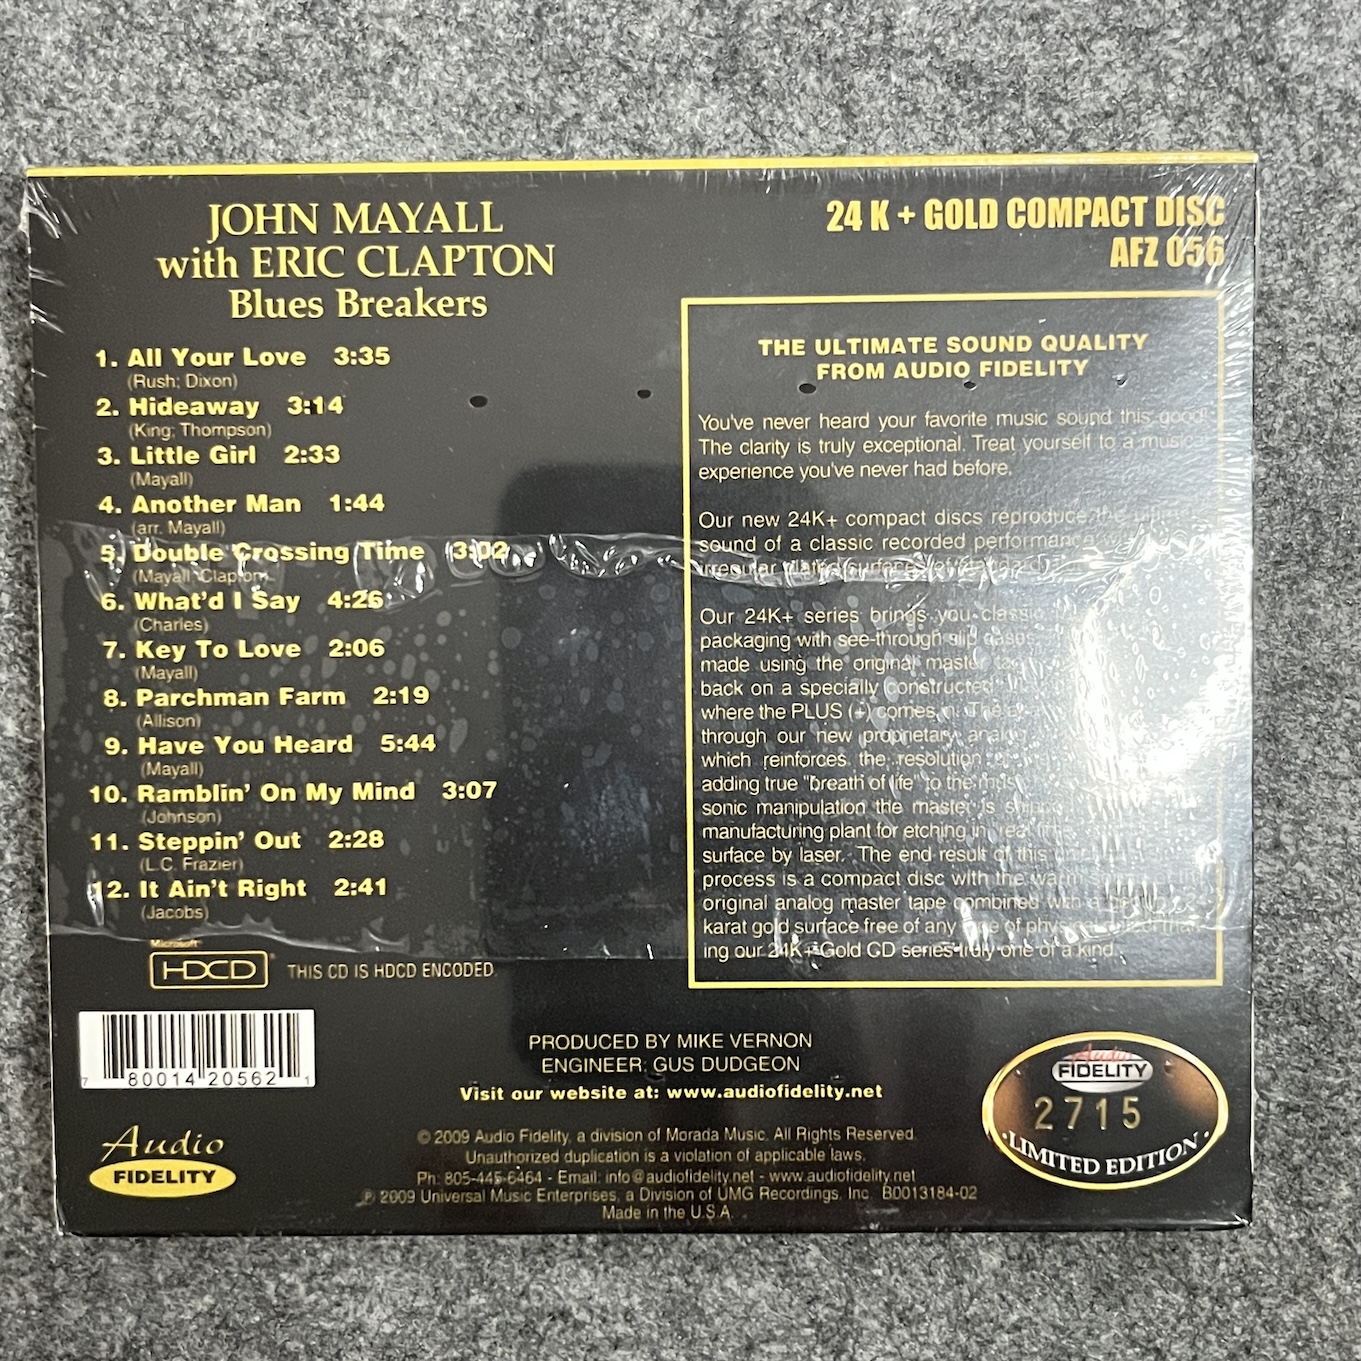 JOHN MAYALL
with ERIC CLAPTON
Blues Breakers
1. All Your Love 3:35
(Rush; Dixon)
2. Hideaway 3:14
(King; Thompson)
3. Little Girl 2:33
(Mayall)
4. Another Man 1:44
(arr. Mayall)
5. Double Crossing Time 3:02
(Mayall Clapton)
6. What'd I Say 4:26
(Charles)
7. Key To Love 2:06
(Mayall)
8. Parchman Farm 2:19
(Allison)
9. Have You Heard 5:44
(Mayall)
10. Ramblin' On My Mind 3:07
(Johnson)
11. Steppin' Out 2:28
(L.C. Frazier)
12. It Ain't Right 2:41
(Jacobs)
Microsoft
HDCD® THIS CD IS HDCD ENCODED
24 K + GOLD COMPACT DISC
AFZ 056
THE ULTIMATE SOUND QUALITY
FROM AUDIO FIDELITY
You've never heard your favorite music sound this good!
The clarity is truly exceptional. Treat yourself to a musical
experience you've never had before.
Our new 24K+ compact discs reproduce the
sound of a classic recorded performance
irregular plated surfaces of standard
Our 24K+ series brings you classic
packaging with see-through slip cases
made using the original master
back on a specially constructed
where the PLUS (+) comes in. The
through our new proprietary analog
which reinforces the resolution
adding true "breath of life" to the
sonic manipulation the master is
manufacturing plant for etching in real
surface by laser. The end result of this
process is a compact disc with the warm
original analog master tape combined with a
karat gold surface free of any type of
ing our 24K+Gold CD series truly one of a kind.
7 80014 20562 1
PRODUCED BY MIKE VERNON
ENGINEER: GUS DUDGEON
Visit our website at: www.audiofidelity.net
Audio
FIDELITY
© 2009 Audio Fidelity, a division of Morada Music. All Rights Reserved.
Unauthorized duplication is a violation of applicable laws.
Ph: 805-445-6464 - Email: info@audiofidelity.net - www.audiofidelity.net
℗ 2009 Universal Music Enterprises, a Division of UMG Recordings, Inc. B0013184-02
Made in the U.S.A.
Audio
FIDELITY
2715
·LIMITED EDITION·